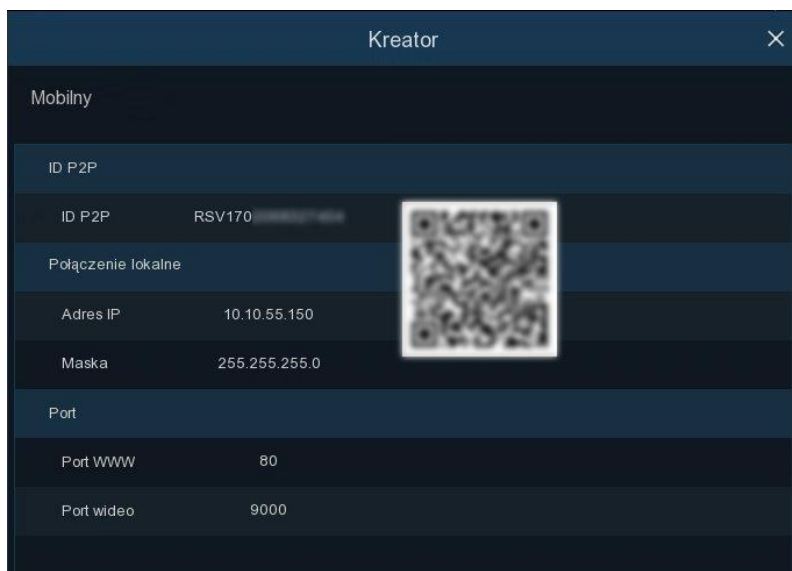 Kreator
Mobilny
ID P2P
ID P2P RSV170
Połączenie lokalne
Adres IP 10.10.55.150
Maska 255.255.255.0
Port
Port WWW 80
Port wideo 9000